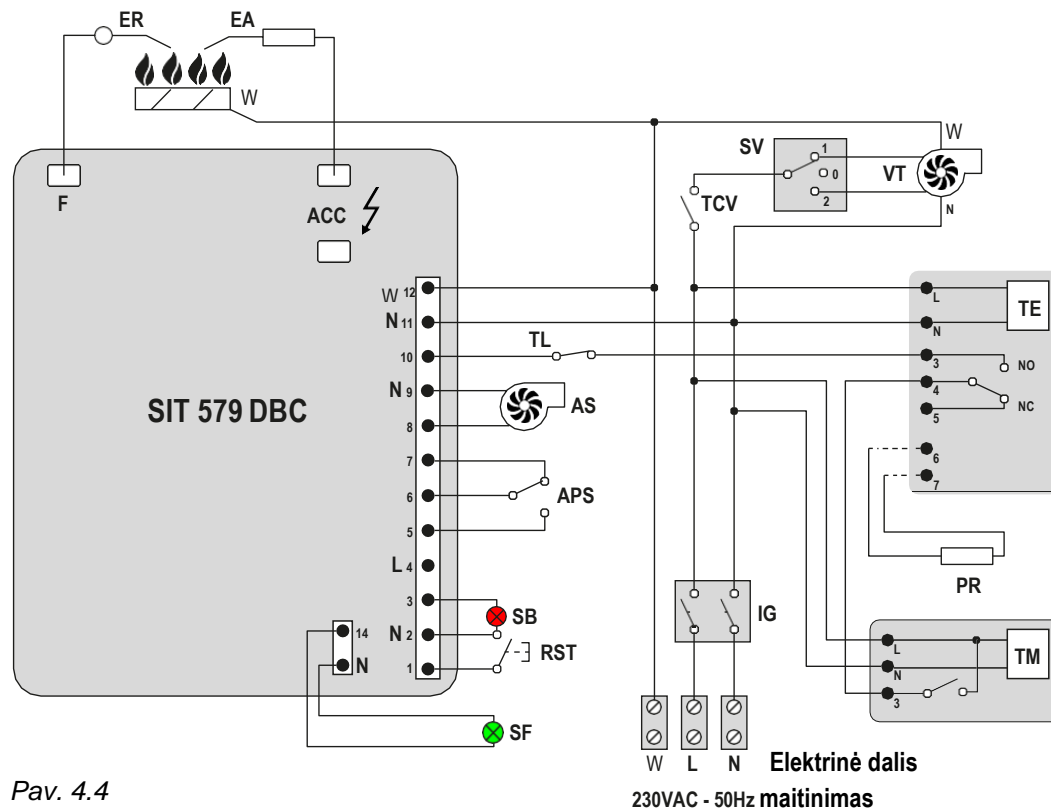 ER
EA
W
F
ACC
SIT 579 DBC
W 12
N 11
10
N 9
8
7
6
5
L 4
3
N 2
1
14
N
TL
AS
APS
SB
RST
SF
SV
1
0
2
TCV
W
VT
N
L
N
3
4
5
6
7
TE
NO
NC
PR
IG
L
N
3
TM
W L N Elektrinė dalis
230VAC - 50Hz maitinimas
Pav. 4.4